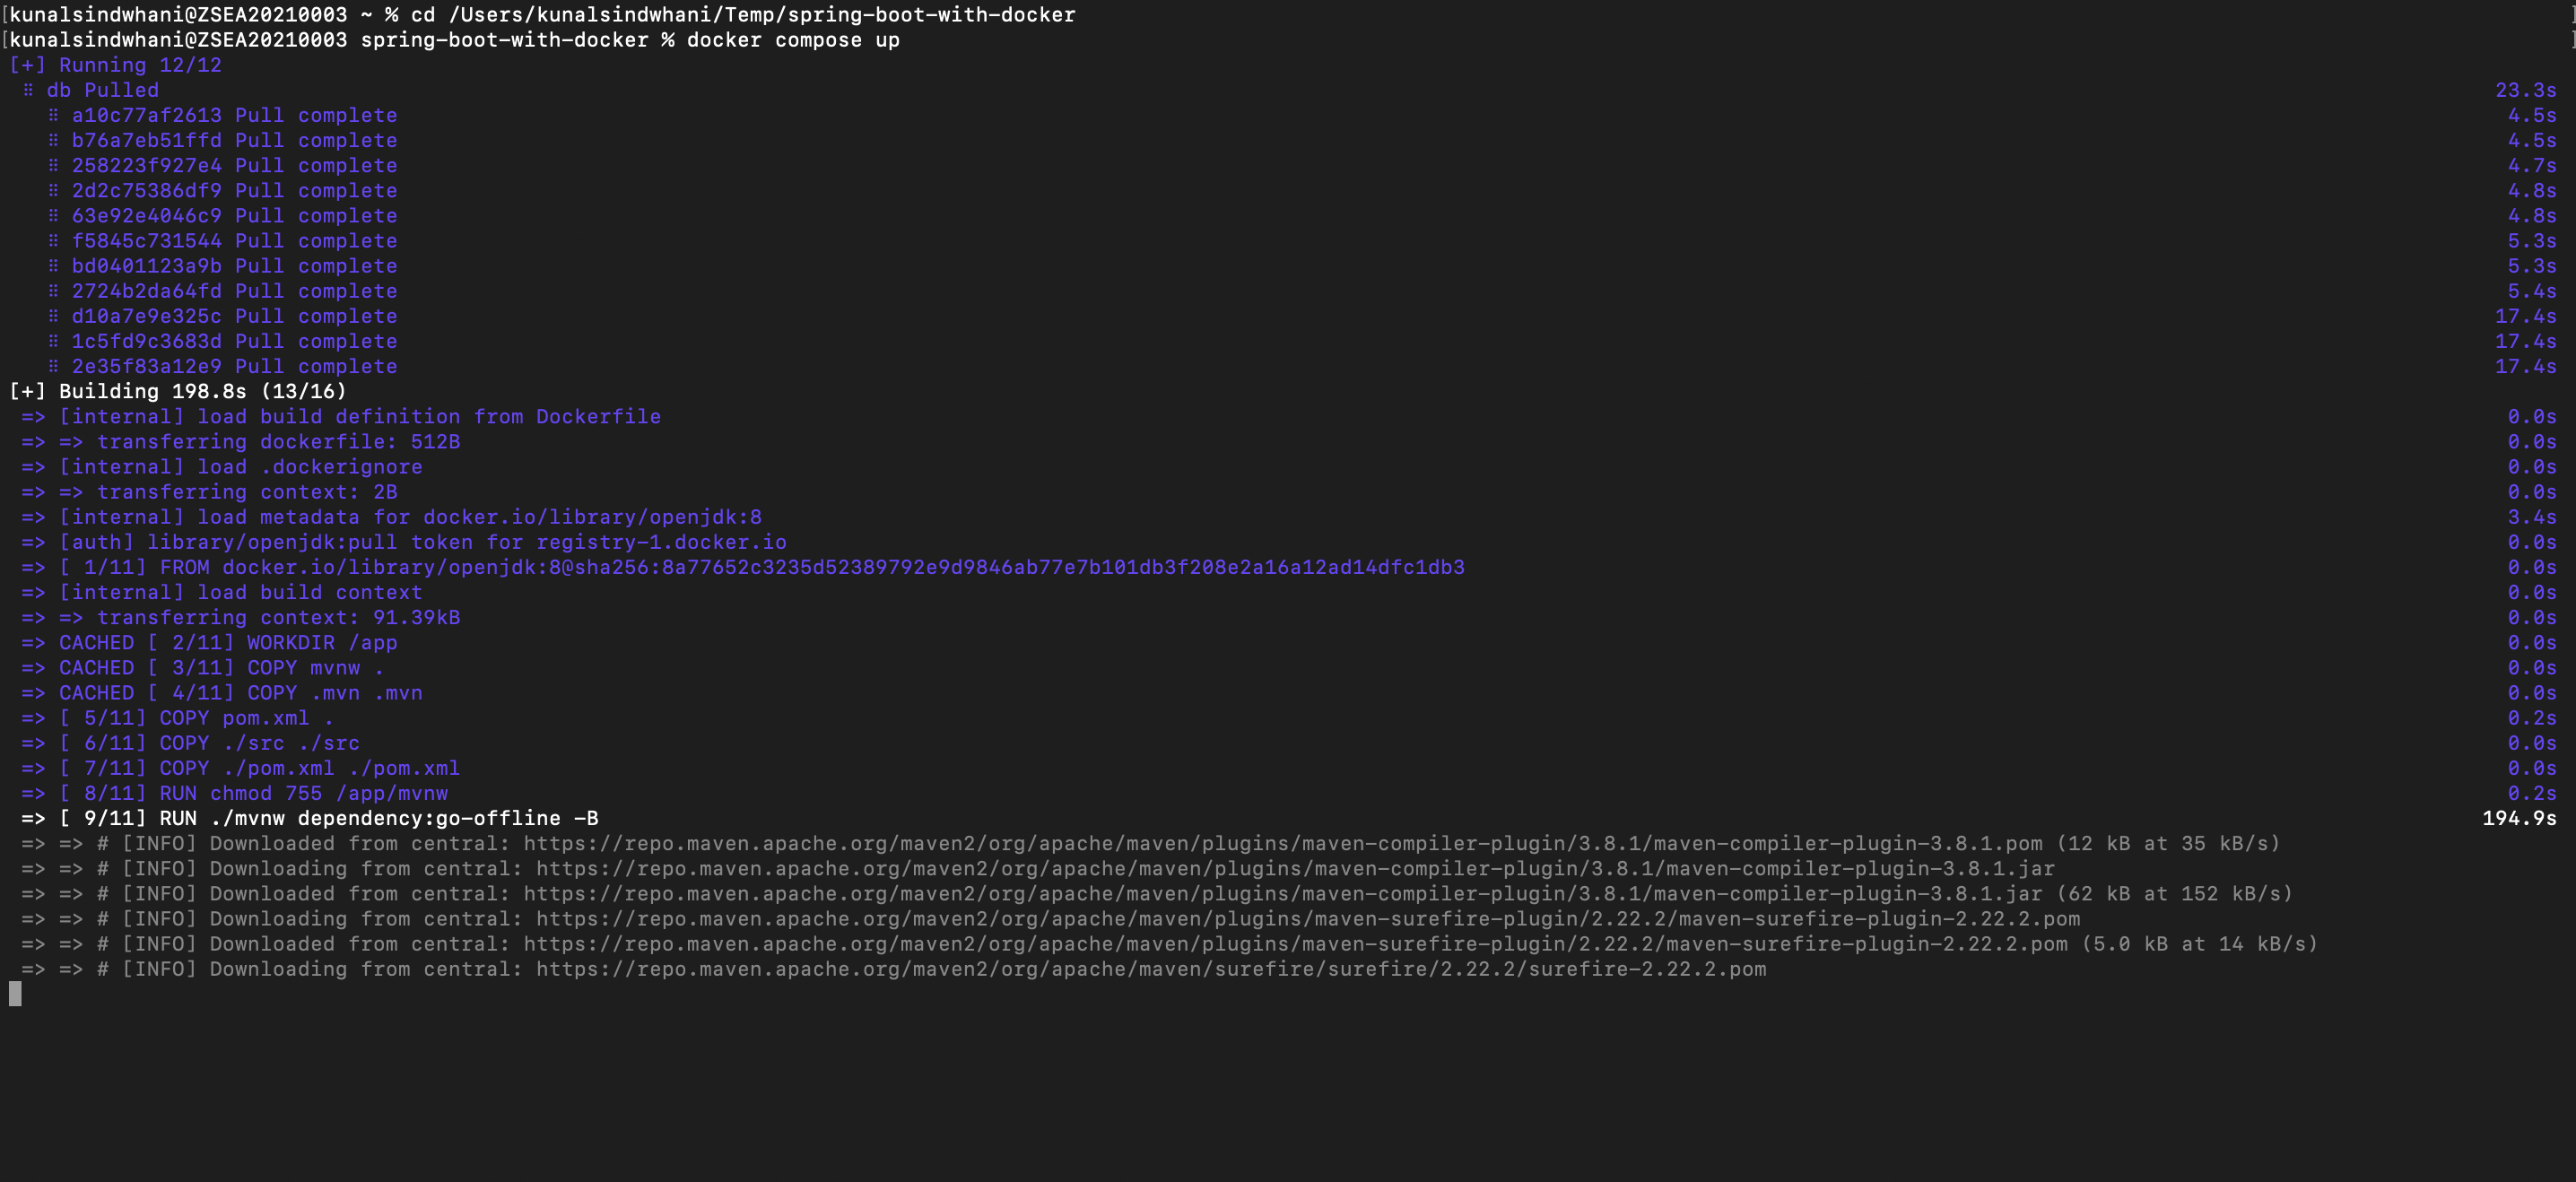 [kunalsindwhani@ZSEA20210003 ~ % cd /Users/kunalsindwhani/Temp/spring-boot-with-docker ]
[kunalsindwhani@ZSEA20210003 spring-boot-with-docker % docker compose up ]
[+] Running 12/12
⠿ db Pulled 23.3s
⠿ a10c77af2613 Pull complete 4.5s
⠿ b76a7eb51ffd Pull complete 4.5s
⠿ 258223f927e4 Pull complete 4.7s
⠿ 2d2c75386df9 Pull complete 4.8s
⠿ 63e92e4046c9 Pull complete 4.8s
⠿ f5845c731544 Pull complete 5.3s
⠿ bd0401123a9b Pull complete 5.3s
⠿ 2724b2da64fd Pull complete 5.4s
⠿ d10a7e9e325c Pull complete 17.4s
⠿ 1c5fd9c3683d Pull complete 17.4s
⠿ 2e35f83a12e9 Pull complete 17.4s
[+] Building 198.8s (13/16)
=> [internal] load build definition from Dockerfile 0.0s
=> => transferring dockerfile: 512B 0.0s
=> [internal] load .dockerignore 0.0s
=> => transferring context: 2B 0.0s
=> [internal] load metadata for docker.io/library/openjdk:8 3.4s
=> [auth] library/openjdk:pull token for registry-1.docker.io 0.0s
=> [ 1/11] FROM docker.io/library/openjdk:8@sha256:8a77652c3235d52389792e9d9846ab77e7b101db3f208e2a16a12ad14dfc1db3 0.0s
=> [internal] load build context 0.0s
=> => transferring context: 91.39kB 0.0s
=> CACHED [ 2/11] WORKDIR /app 0.0s
=> CACHED [ 3/11] COPY mvnw . 0.0s
=> CACHED [ 4/11] COPY .mvn .mvn 0.0s
=> [ 5/11] COPY pom.xml . 0.2s
=> [ 6/11] COPY ./src ./src 0.0s
=> [ 7/11] COPY ./pom.xml ./pom.xml 0.0s
=> [ 8/11] RUN chmod 755 /app/mvnw 0.2s
=> [ 9/11] RUN ./mvnw dependency:go-offline -B 194.9s
=> => # [INFO] Downloaded from central: https://repo.maven.apache.org/maven2/org/apache/maven/plugins/maven-compiler-plugin/3.8.1/maven-compiler-plugin-3.8.1.pom (12 kB at 35 kB/s)
=> => # [INFO] Downloading from central: https://repo.maven.apache.org/maven2/org/apache/maven/plugins/maven-compiler-plugin/3.8.1/maven-compiler-plugin-3.8.1.jar
=> => # [INFO] Downloaded from central: https://repo.maven.apache.org/maven2/org/apache/maven/plugins/maven-compiler-plugin/3.8.1/maven-compiler-plugin-3.8.1.jar (62 kB at 152 kB/s)
=> => # [INFO] Downloading from central: https://repo.maven.apache.org/maven2/org/apache/maven/plugins/maven-surefire-plugin/2.22.2/maven-surefire-plugin-2.22.2.pom
=> => # [INFO] Downloaded from central: https://repo.maven.apache.org/maven2/org/apache/maven/plugins/maven-surefire-plugin/2.22.2/maven-surefire-plugin-2.22.2.pom (5.0 kB at 14 kB/s)
=> => # [INFO] Downloading from central: https://repo.maven.apache.org/maven2/org/apache/maven/surefire/surefire/2.22.2/surefire-2.22.2.pom